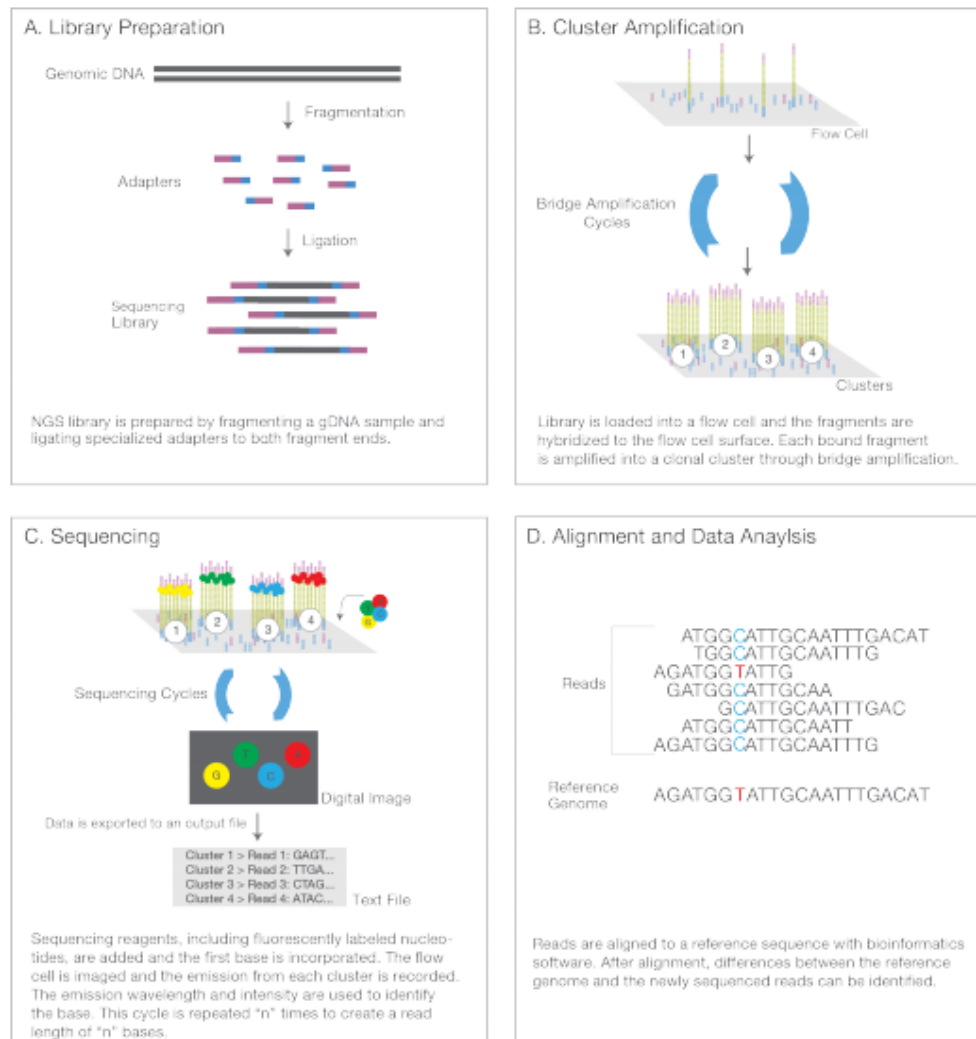 A. Library Preparation
Genomic DNA
Fragmentation
Adapters
Ligation
Sequencing
Library
NGS library is prepared by fragmenting a gDNA sample and
ligating specialized adapters to both fragment ends.
B. Cluster Amplification
Flow Cell
Bridge Amplification
Cycles
1
2
3
4
Clusters
Library is loaded into a flow cell and the fragments are
hybridized to the flow cell surface. Each bound fragment
is amplified into a clonal cluster through bridge amplification.
C. Sequencing
1
2
3
4
G
Sequencing Cycles
T
G
C
Digital Image
Data is exported to an output file
Cluster 1 > Read 1: GAGT...
Cluster 2 > Read 2: TTGA...
Cluster 3 > Read 3: CTAG...
Cluster 4 > Read 4: ATAC...
Text File
Sequencing reagents, including fluorescently labeled nucleo-
tides, are added and the first base is incorporated. The flow
cell is imaged and the emission from each cluster is recorded.
The emission wavelength and intensity are used to identify
the base. This cycle is repeated "n" times to create a read
length of "n" bases.
D. Alignment and Data Anaylsis
Reads
ATGGCATTGCAATTTGACAT
TGGCATTGCAATTTG
AGATGGTATTG
GATGGCATTGCAA
GCATTGCAATTTGAC
ATGGCATTGCAATT
AGATGGCATTGCAATTTG
Reference
Genome
AGATGGTATTGCAATTTGACAT
Reads are aligned to a reference sequence with bioinformatics
software. After alignment, differences between the reference
genome and the newly sequenced reads can be identified.